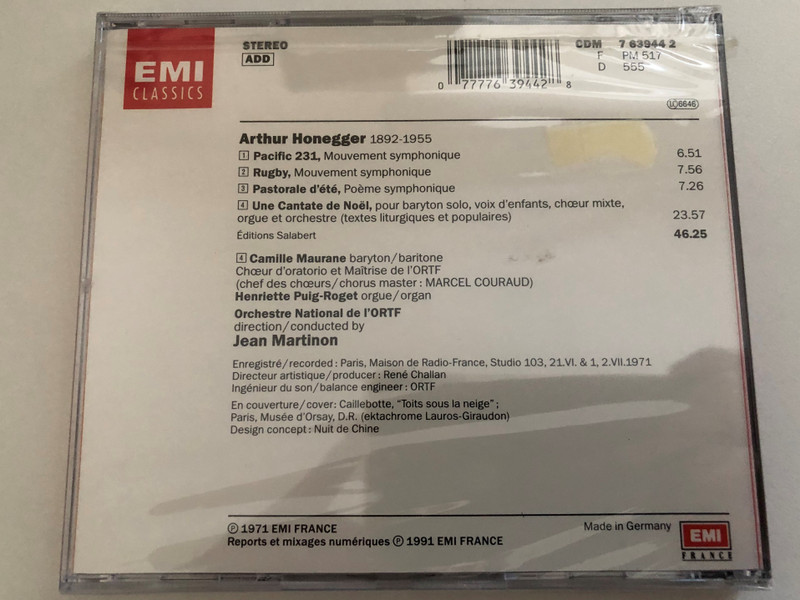 EMI
CLASSICS
STEREO
ADD
CDM 7 63944 2
F PM 517
D 555
0 77776 39442 8
LC 6646
Arthur Honegger 1892-1955
1 Pacific 231, Mouvement symphonique 6.51
2 Rugby, Mouvement symphonique 7.56
3 Pastorale d'été, Poème symphonique 7.26
4 Une Cantate de Noël, pour baryton solo, voix d'enfants, chœur mixte,
orgue et orchestre (textes liturgiques et populaires) 23.57
Éditions Salabert 46.25
4 Camille Maurane baryton/baritone
Chœur d'oratorio et Maîtrise de l'ORTF
(chef des chœurs/chorus master : MARCEL COURAUD)
Henriette Puig-Roget orgue/organ
Orchestre National de l'ORTF
direction/conducted by
Jean Martinon
Enregistré/recorded : Paris, Maison de Radio-France, Studio 103, 21.VI. & 1, 2.VII.1971
Directeur artistique/producer : René Challan
Ingénieur du son/balance engineer : ORTF
En couverture/cover : Caillebotte, "Toits sous la neige" ;
Paris, Musée d'Orsay, D.R. (ektachrome Lauros-Giraudon)
Design concept : Nuit de Chine
℗ 1971 EMI FRANCE
Reports et mixages numériques ℗ 1991 EMI FRANCE
Made in Germany
EMI
FRANCE